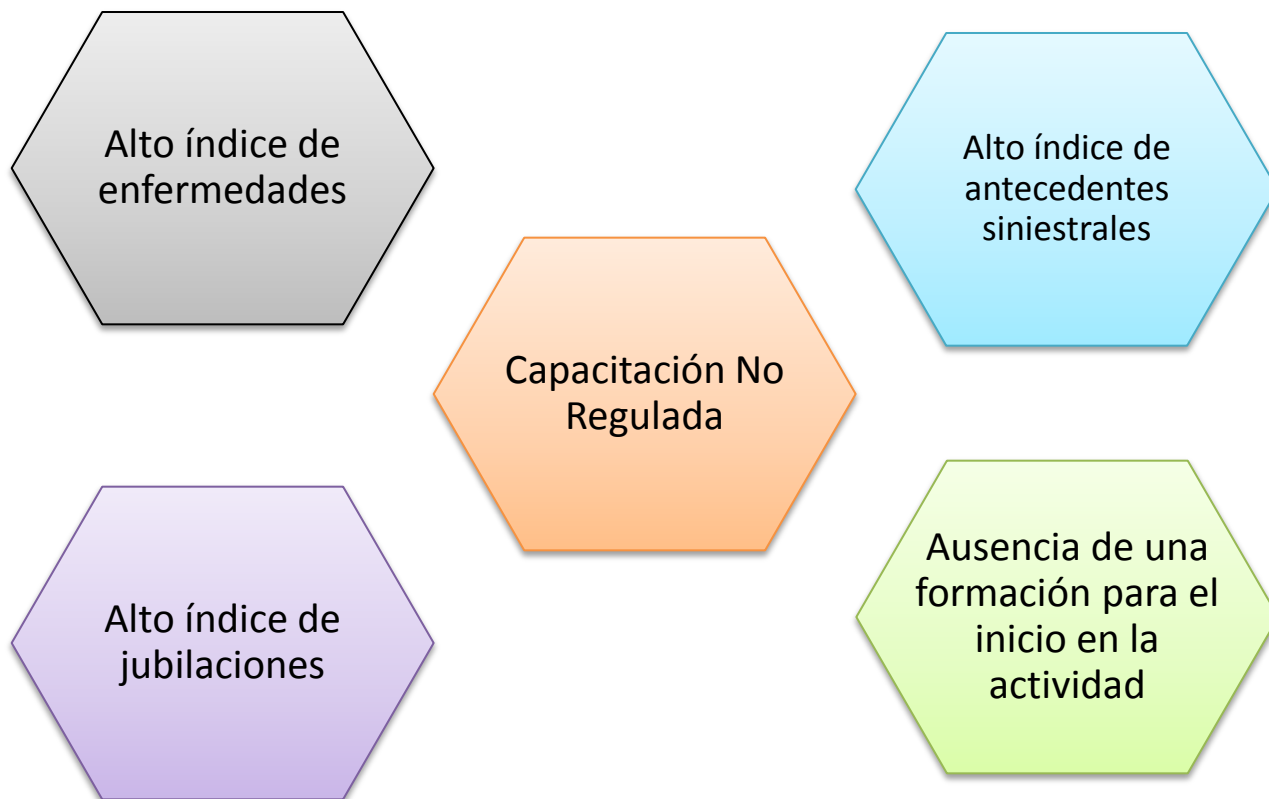 Alto índice de
enfermedades
Alto índice de
antecedentes
siniestrales
Capacitación No
Regulada
Alto índice de
jubilaciones
Ausencia de una
formación para el
inicio en la
actividad